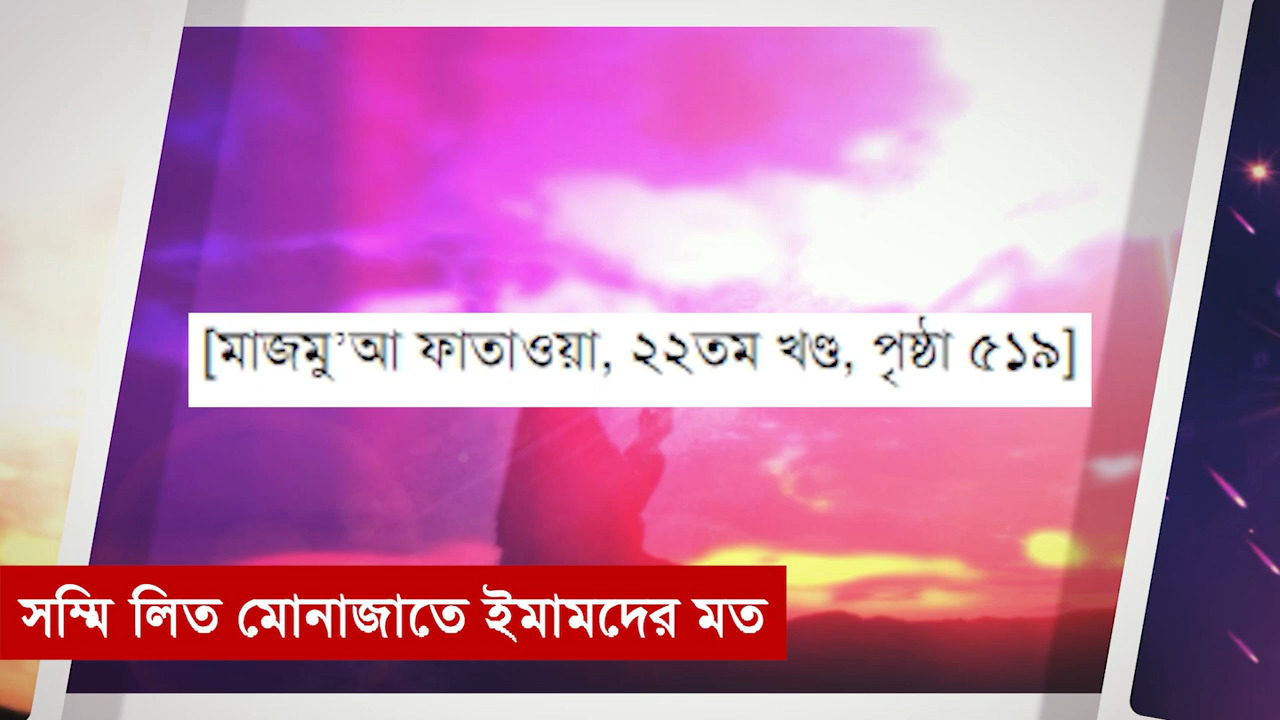 [মাজমু’আ ফাতাওয়া, ২২তম খণ্ড, পৃষ্ঠা ৫১৯]
সম্মি লিত মোনাজাতে ইমামদের মত